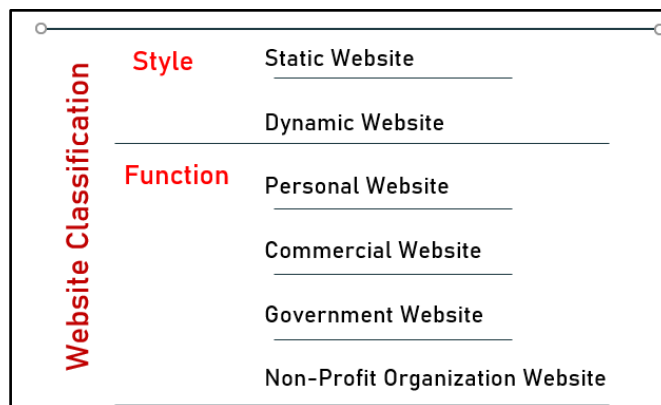 Website Classification
Style
Static Website
Dynamic Website
Function
Personal Website
Commercial Website
Government Website
Non-Profit Organization Website